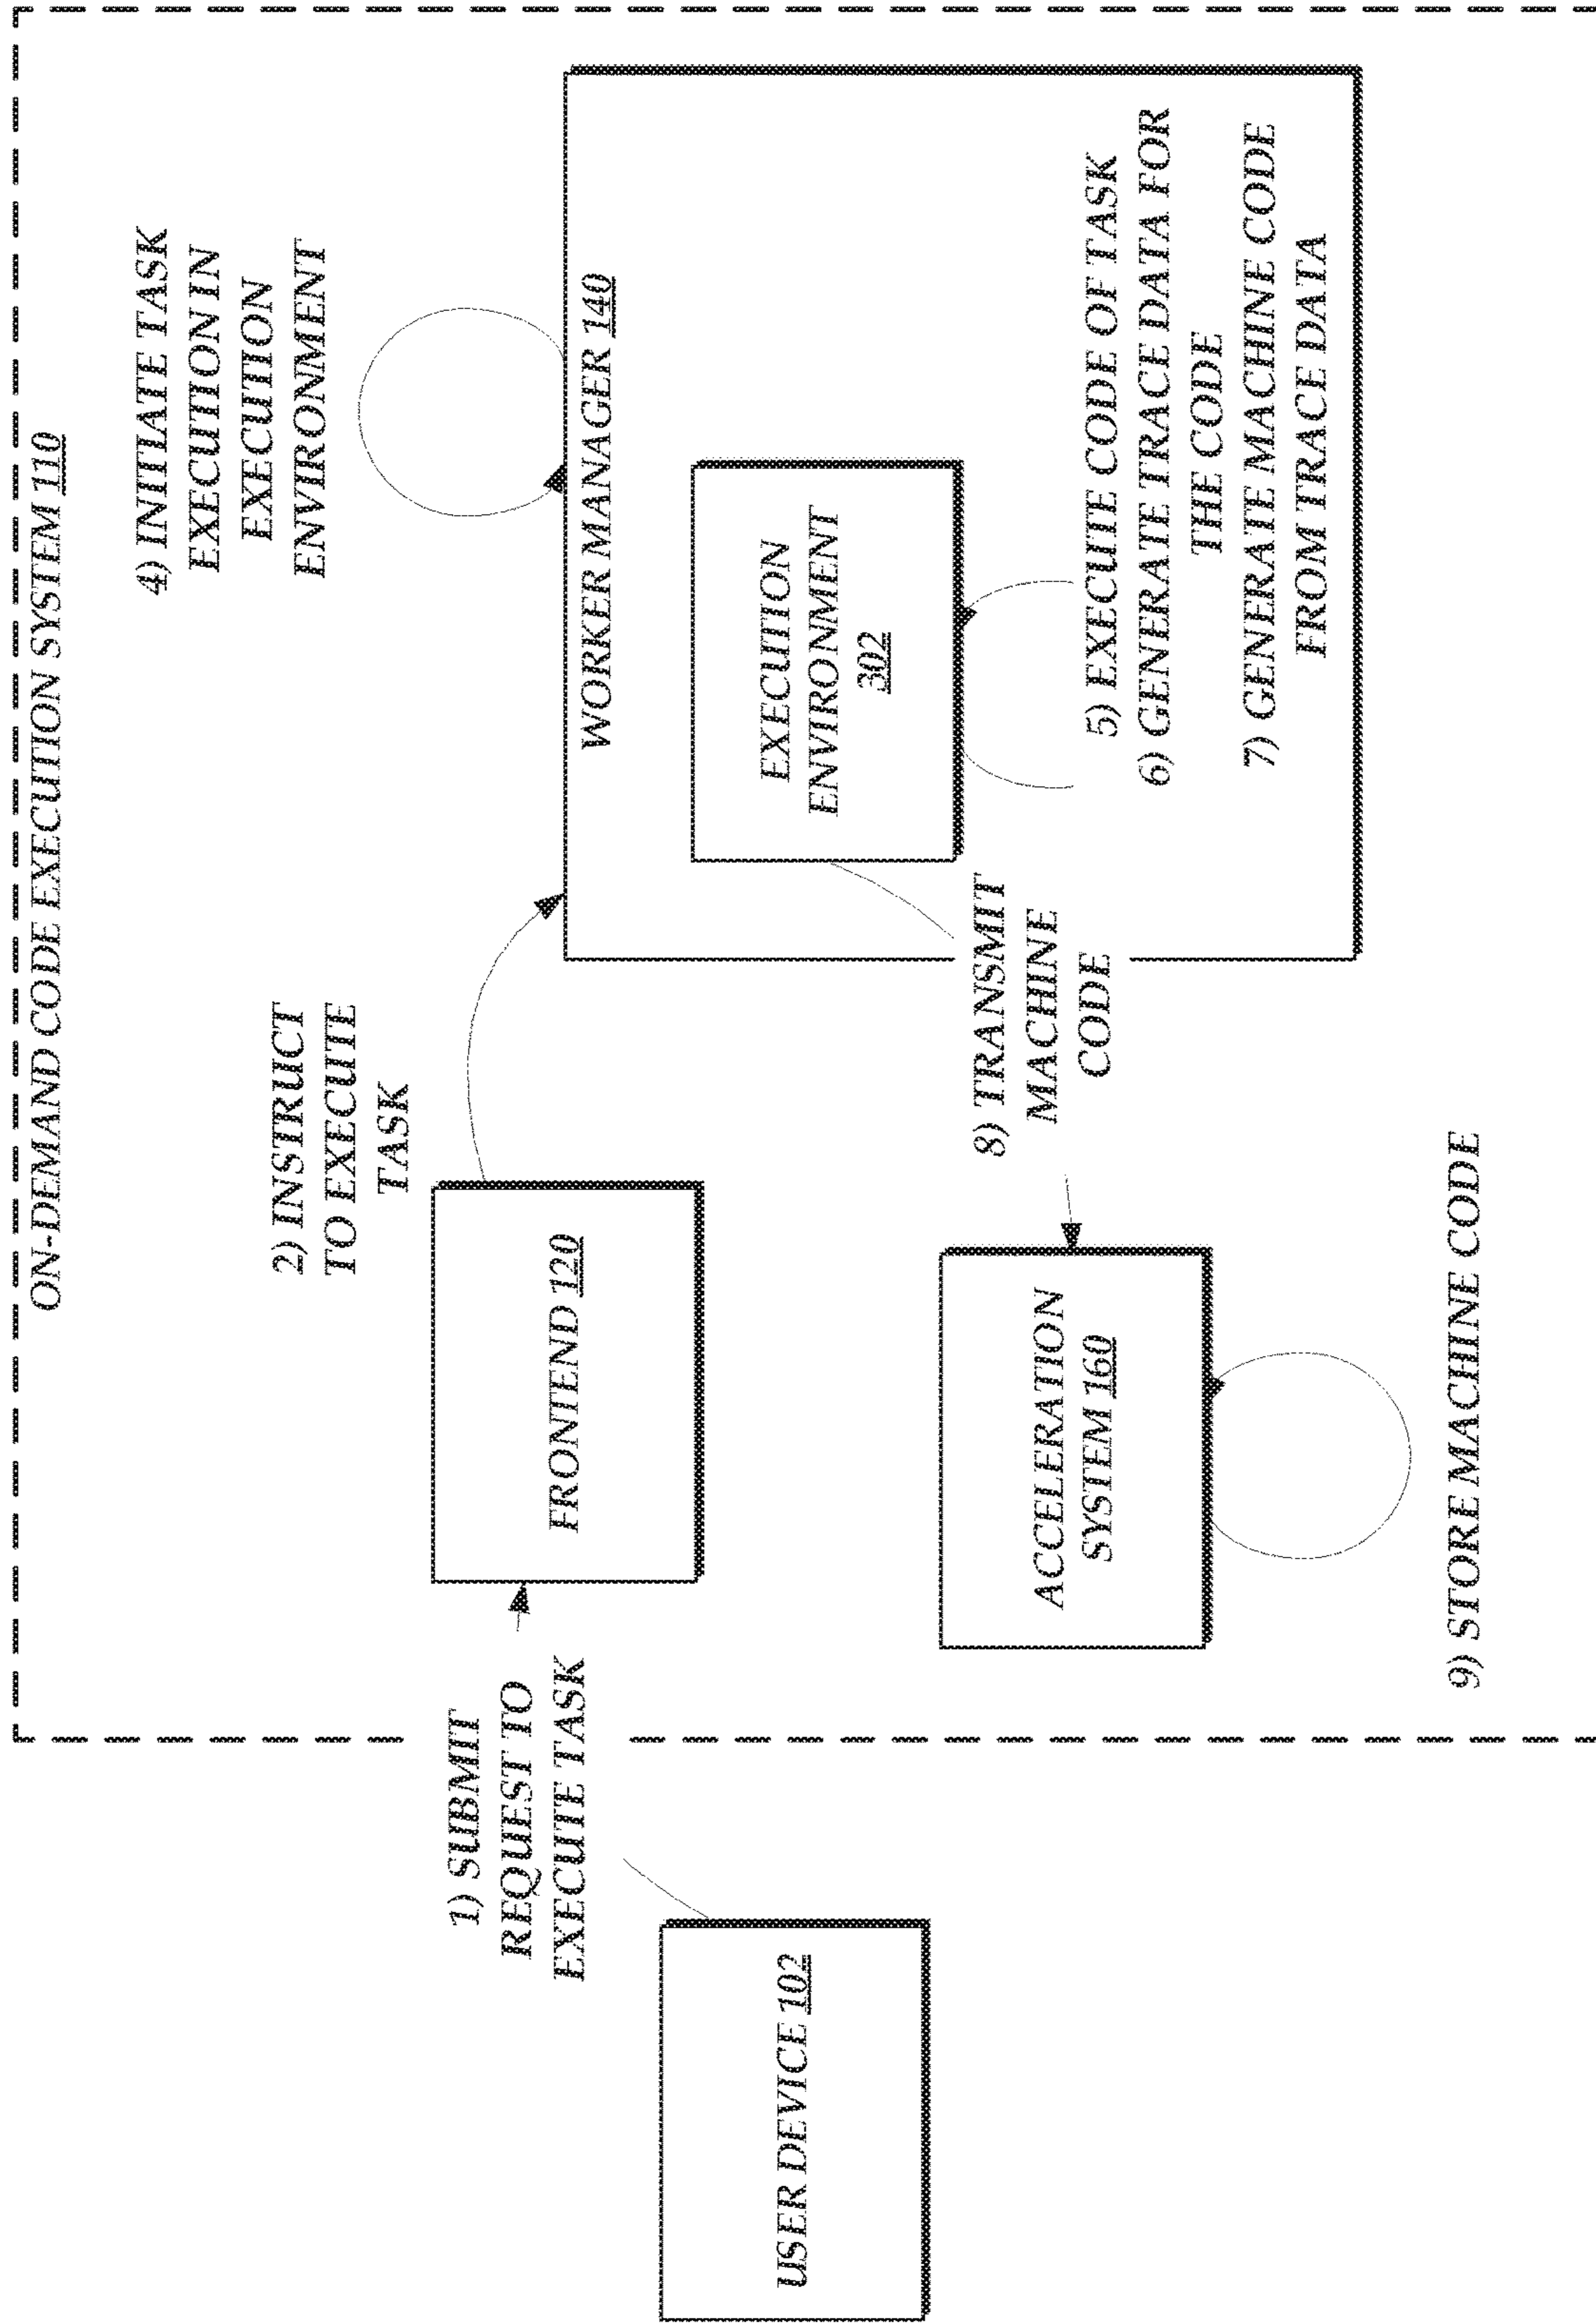 ON-DEMAND CODE EXECUTION SYSTEM 110
4) INITIATE TASK
EXECUTION IN
EXECUTION
ENVIRONMENT
2) INSTRUCT
TO EXECUTE
TASK
1) SUBMIT
REQUEST TO
EXECUTE TASK
USER DEVICE 102
FRONTEND 120
WORKER MANAGER 140
EXECUTION
ENVIRONMENT
302
5) EXECUTE CODE OF TASK
6) GENERATE TRACE DATA FOR
THE CODE
7) GENERATE MACHINE CODE
FROM TRACE DATA
8) TRANSMIT
MACHINE
CODE
ACCELERATION
SYSTEM 160
9) STORE MACHINE CODE